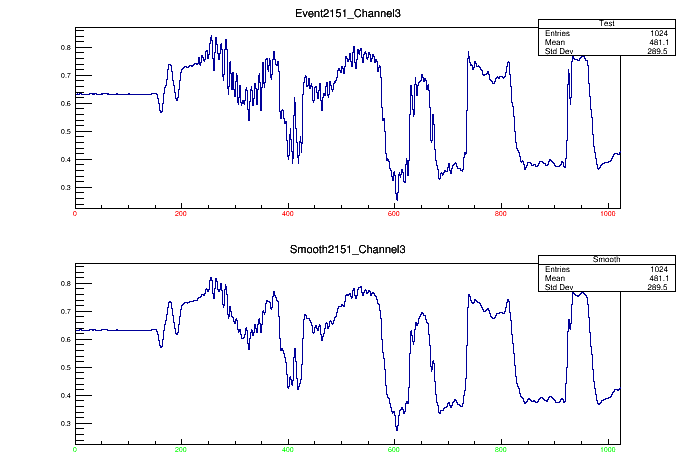 Event2151_Channel3
Test
Entries 1024
Mean 481.1
Std Dev 289.5
0.8
0.7
0.6
0.5
0.4
0.3
0 200 400 600 800 1000
Smooth2151_Channel3
Smooth
Entries 1024
Mean 481.1
Std Dev 289.5
0.8
0.7
0.6
0.5
0.4
0.3
0 200 400 600 800 1000